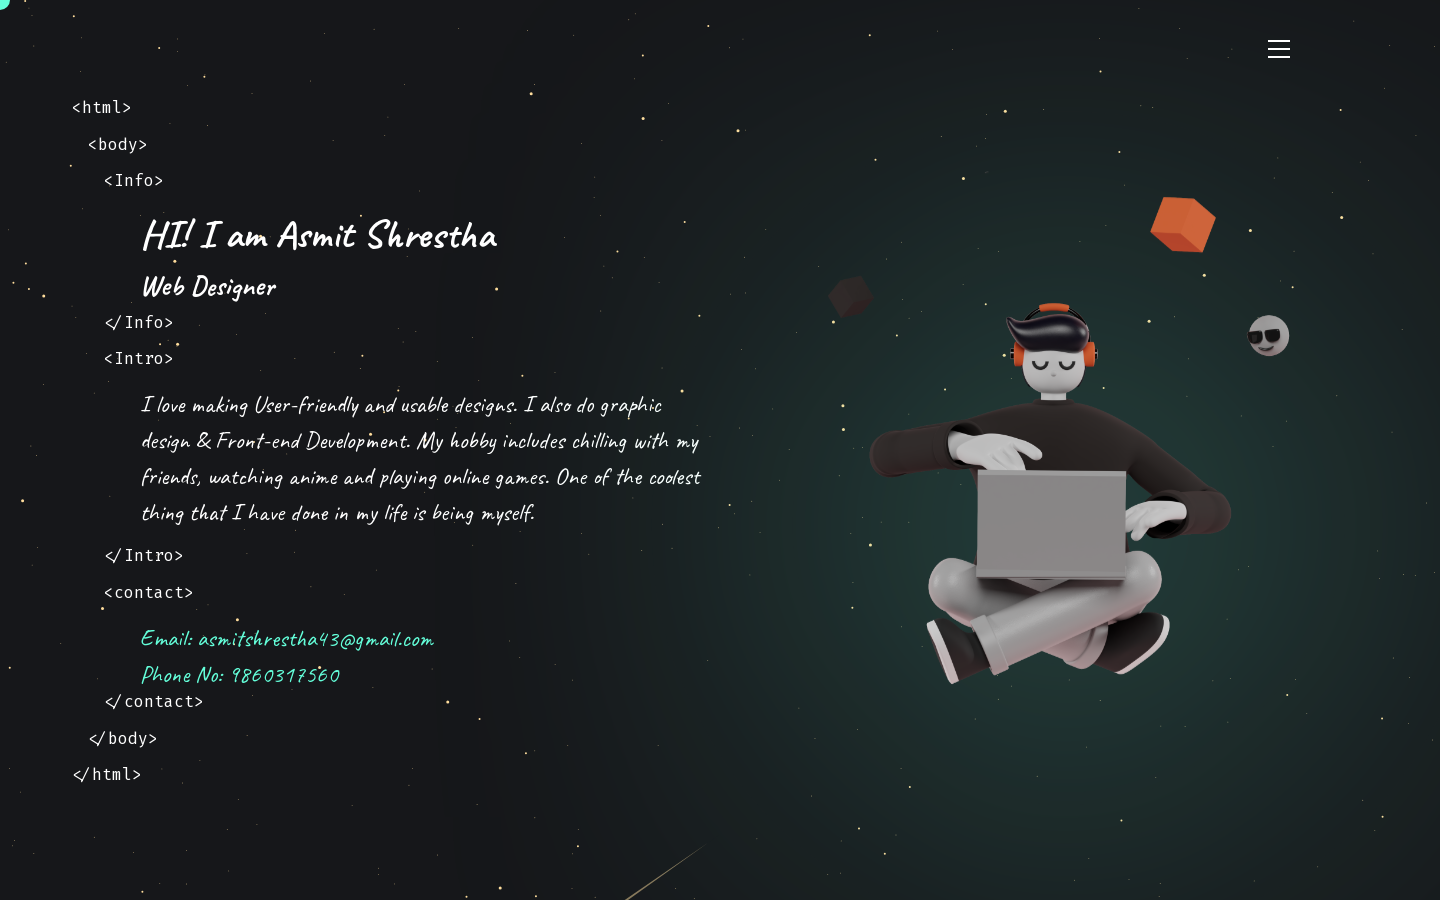 <html>
<body>
<Info>
HI! I am Asmit Shrestha
Web Designer
</Info>
<Intro>
I love making User-friendly and usable designs. I also do graphic
design & Front-end Development. My hobby includes chilling with my
friends, watching anime and playing online games. One of the coolest
thing that I have done in my life is being myself.
</Intro>
<contact>
Email: asmitshrestha43@gmail.com
Phone No: 9860317560
</contact>
</body>
</html>